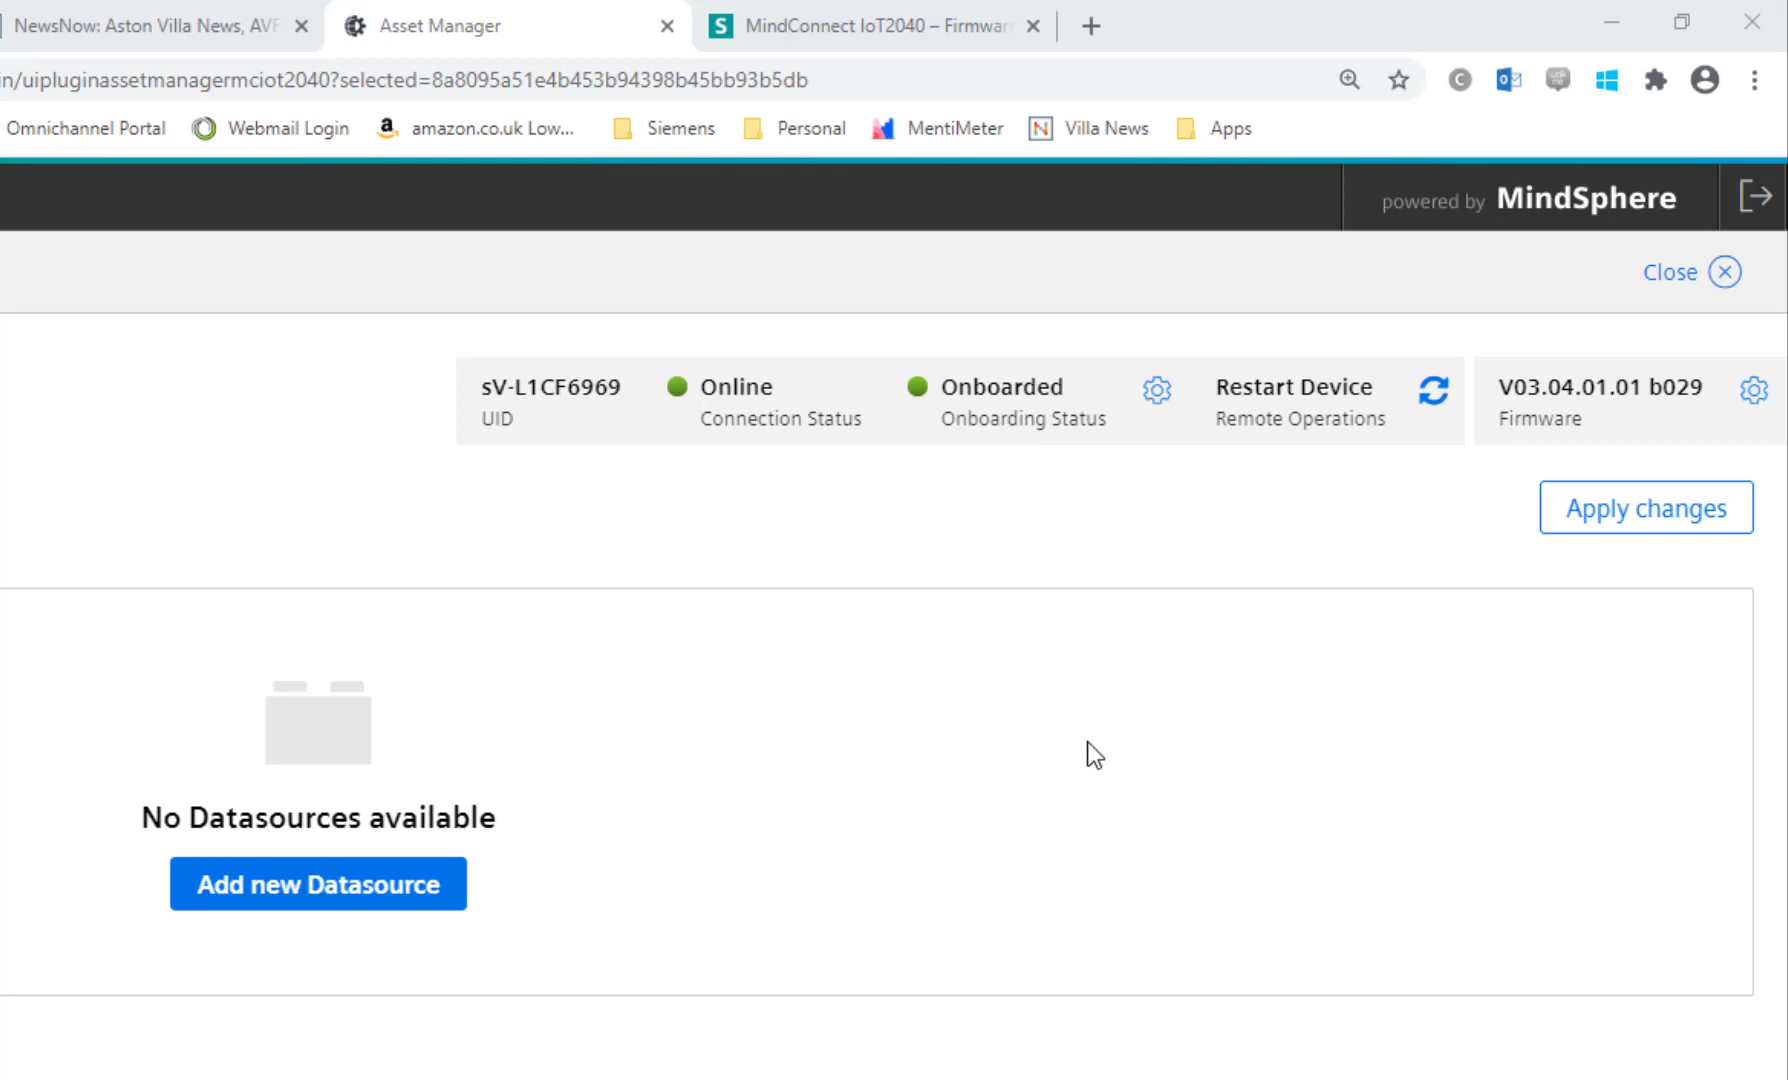 NewsNow: Aston Villa News, AVF
Asset Manager
S MindConnect IoT2040 – Firmwar
in/uipluginassetmanagermciot2040?selected=8a8095a51e4b453b94398b45bb93b5db
Omnichannel Portal Webmail Login amazon.co.uk Low... Siemens Personal MentiMeter Villa News Apps
powered by MindSphere
Close
sV-L1CF6969 Online Onboarded Restart Device V03.04.01.01 b029
UID Connection Status Onboarding Status Remote Operations Firmware
Apply changes
No Datasources available
Add new Datasource